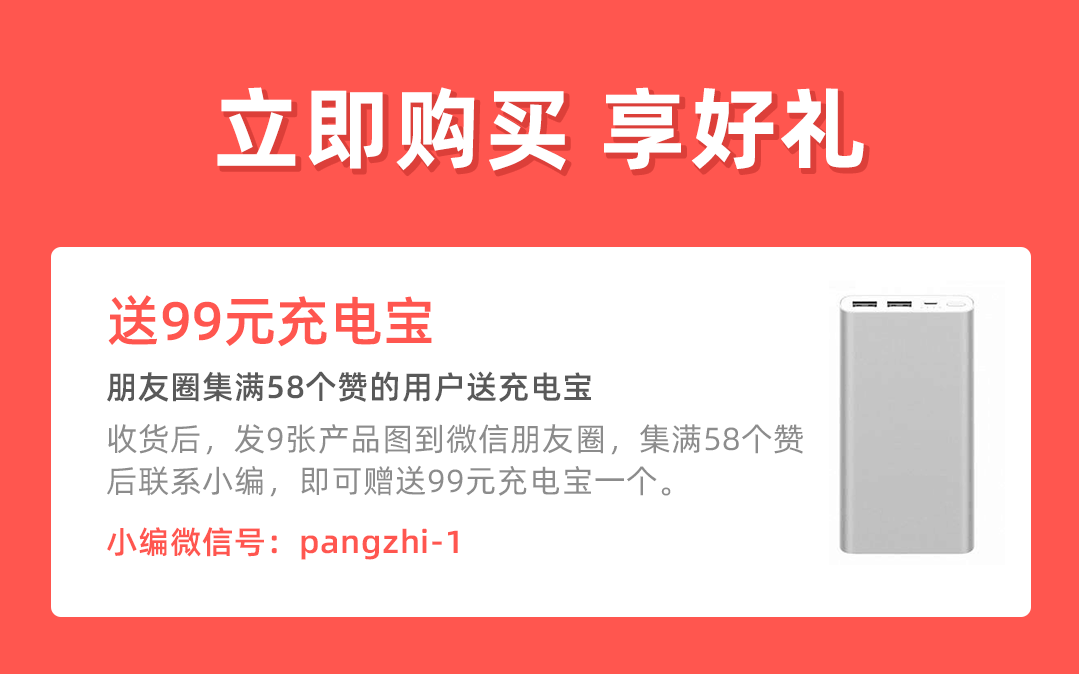 立即购买 享好礼
送99元充电宝
朋友圈集满58个赞的用户送充电宝
收货后，发9张产品图到微信朋友圈，集满58个赞
后联系小编，即可赠送99元充电宝一个。
小编微信号：pangzhi-1